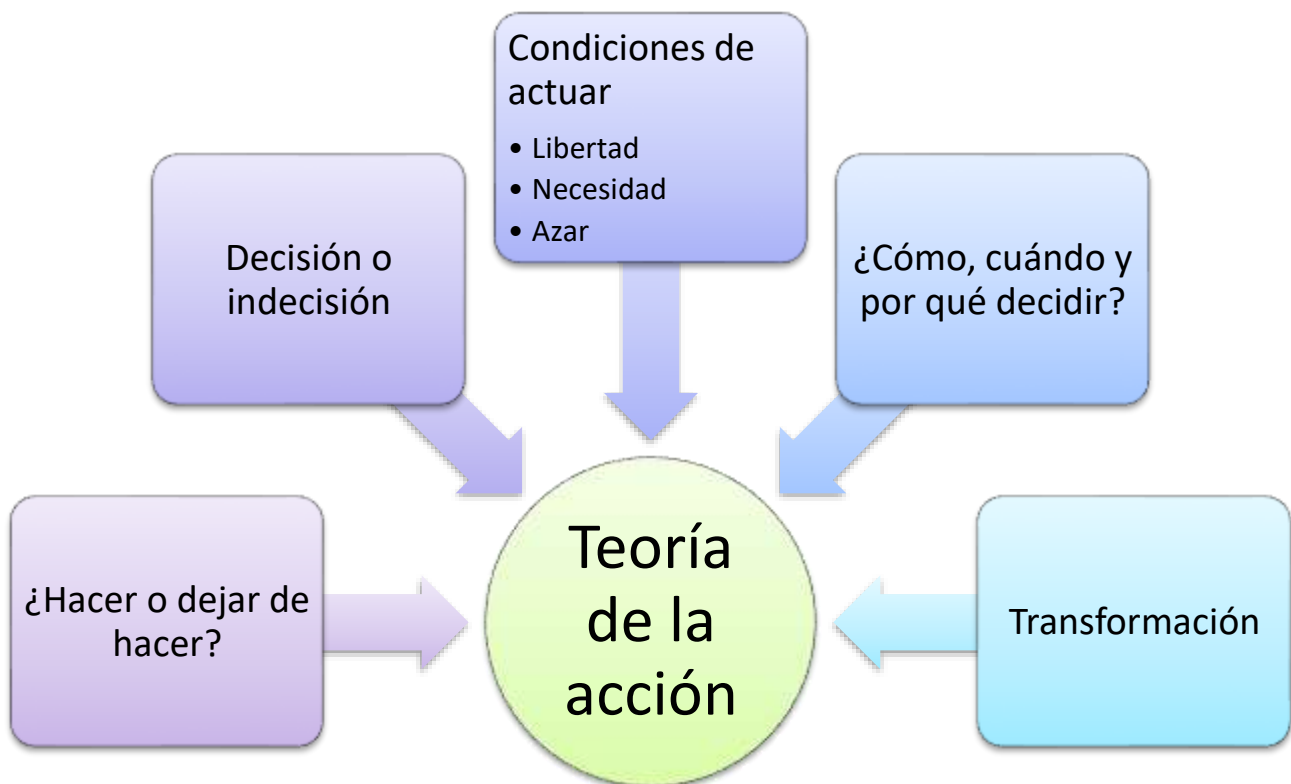 Condiciones de
actuar
• Libertad
• Necesidad
• Azar
Decisión o
indecisión
¿Cómo, cuándo y
por qué decidir?
¿Hacer o dejar de
hacer?
Teoría
de la
acción
Transformación